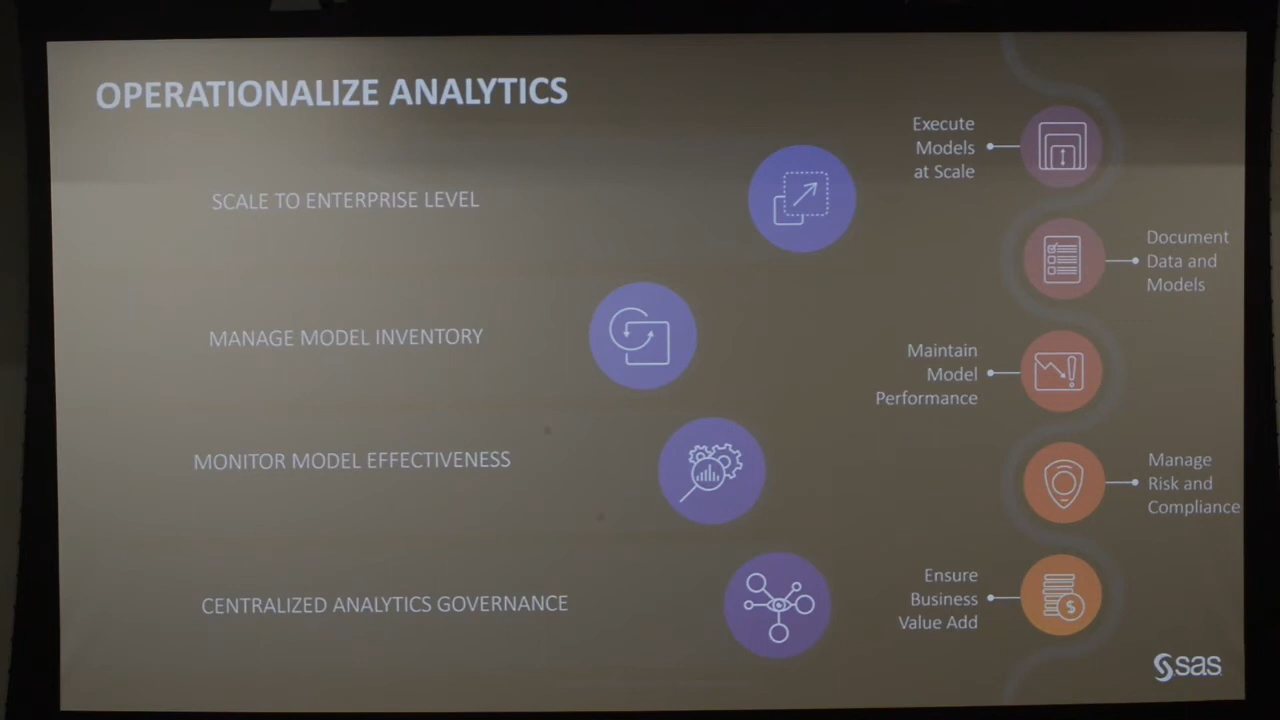 OPERATIONALIZE ANALYTICS
SCALE TO ENTERPRISE LEVEL
MANAGE MODEL INVENTORY
MONITOR MODEL EFFECTIVENESS
CENTRALIZED ANALYTICS GOVERNANCE
Execute
Models
at Scale
Document
Data and
Models
Maintain
Model
Performance
Manage
Risk and
Compliance
Ensure
Business
Value Add
$
sas